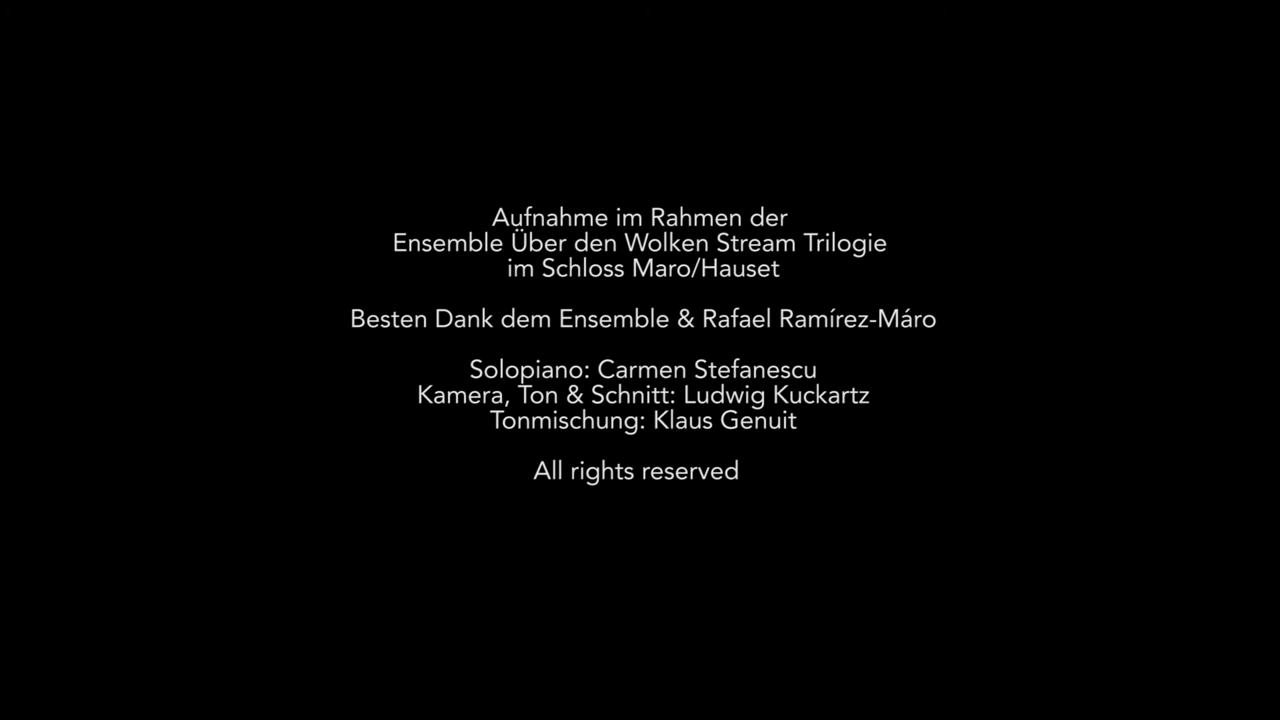 Aufnahme im Rahmen der
Ensemble Über den Wolken Stream Trilogie
im Schloss Maro/Hauset
Besten Dank dem Ensemble & Rafael Ramírez-Máro
Solopiano: Carmen Stefanescu
Kamera, Ton & Schnitt: Ludwig Kuckartz
Tonmischung: Klaus Genuit
All rights reserved